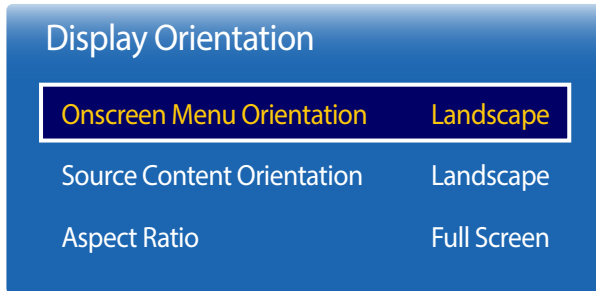 Display Orientation
Onscreen Menu Orientation Landscape
Source Content Orientation Landscape
Aspect Ratio Full Screen